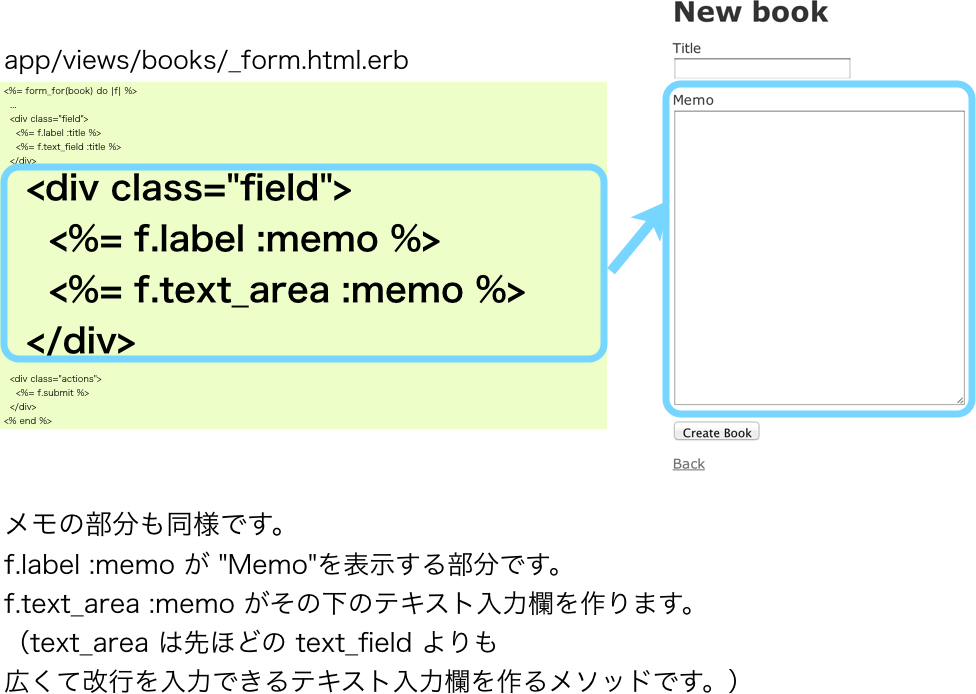 app/views/books/_form.html.erb
<%= form_for(book) do |f| %>
...
<div class="field">
<%= f.label :title %>
<%= f.text_field :title %>
</div>
<div class="field">
<%= f.label :memo %>
<%= f.text_area :memo %>
</div>
<div class="actions">
<%= f.submit %>
</div>
<% end %>
New book
Title
Memo
Create Book
Back
メモの部分も同様です。
f.label :memo が "Memo"を表示する部分です。
f.text_area :memo がその下のテキスト入力欄を作ります。
（text_area は先ほどの text_field よりも
広くて改行を入力できるテキスト入力欄を作るメソッドです。）